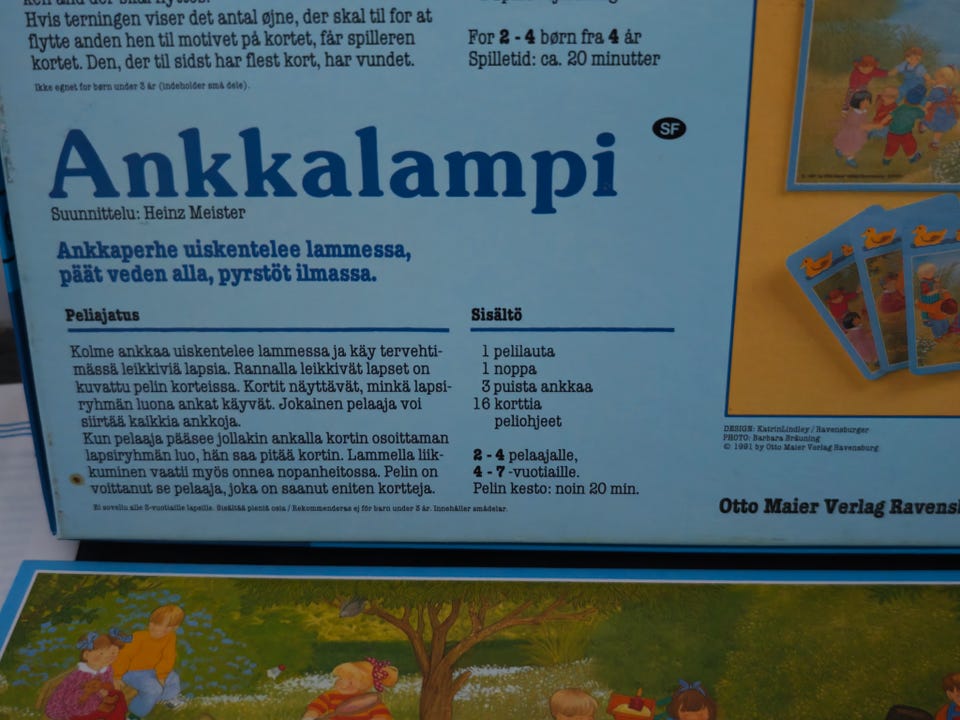 Hvis terningen viser det antal øjne, der skal til for at
flytte anden hen til motivet på kortet, får spilleren
kortet. Den, der til sidst har flest kort, har vundet.
Ikke egnet for børn under 3 år (indeholder små dele).
For 2 - 4 børn fra 4 år
Spilletid: ca. 20 minutter
Ankkalampi
SF
Suunnittelu: Heinz Meister
Ankkaperhe uiskentelee lammessa,
päät veden alla, pyrstöt ilmassa.
Peliajatus
Kolme ankkaa uiskentelee lammessa ja käy tervehti-
mässä leikkiviä lapsia. Rannalla leikkivät lapset on
kuvattu pelin korteissa. Kortit näyttävät, minkä lapsi-
ryhmän luona ankat käyvät. Jokainen pelaaja voi
siirtää kaikkia ankkoja.
Kun pelaaja pääsee jollakin ankalla kortin osoittaman
lapsiryhmän luo, hän saa pitää kortin. Lammella liik-
kuminen vaatii myös onnea nopanheitossa. Pelin on
voittanut se pelaaja, joka on saanut eniten kortteja.
Ei sovellu alle 3-vuotiaille lapsille. Sisältää pieniä osia / Rekommenderas ej för barn under 3 år. Innehåller smådelar.
Sisältö
1 pelilauta
1 noppa
3 puista ankkaa
16 korttia
peliohjeet
2 - 4 pelaajalle,
4 - 7 -vuotiaille.
Pelin kesto: noin 20 min.
DESIGN: KatrinLindley / Ravensburger
PHOTO: Barbara Bräuning
© 1991 by Otto Maier Verlag Ravensburg
Otto Maier Verlag